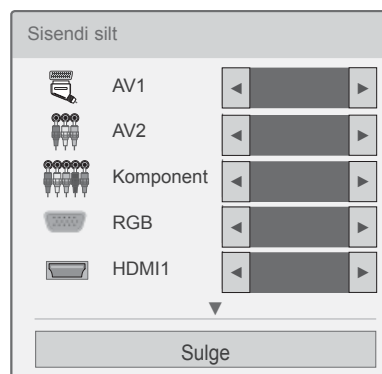 Sisendi silt
AV1
AV2
Komponent
RGB
HDMI1
Sulge